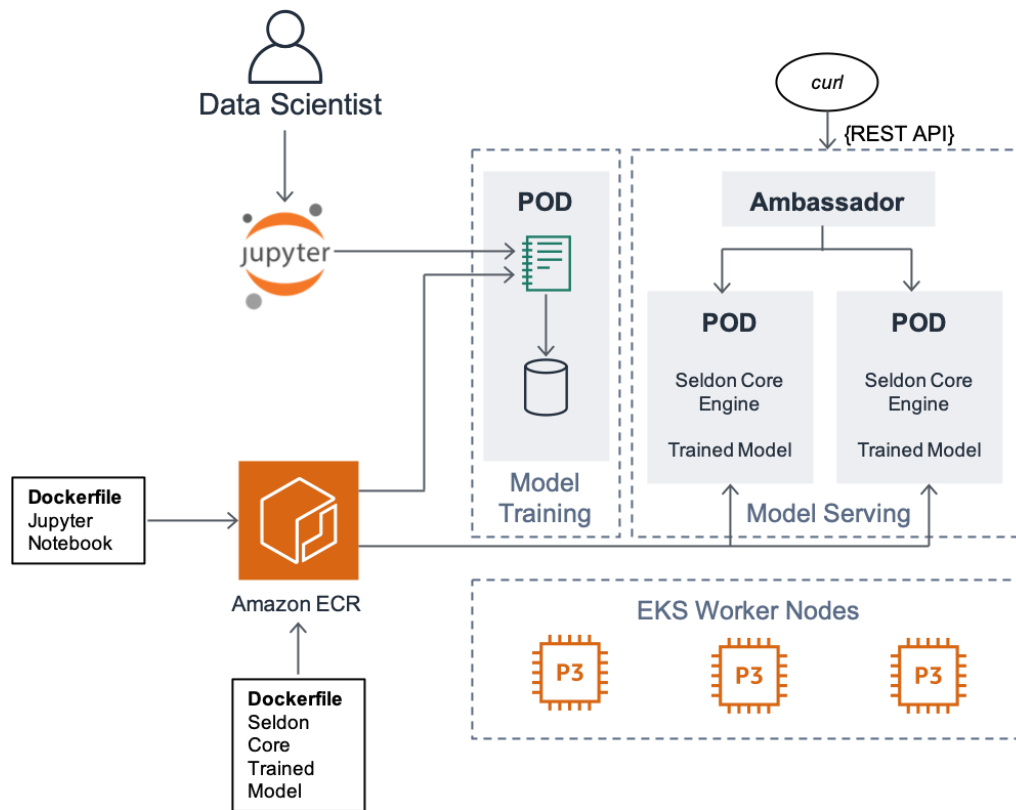 Data Scientist
curl
{REST API}
jupyter
POD
Ambassador
POD
Seldon Core
Engine
Trained Model
POD
Seldon Core
Engine
Trained Model
Model
Training
Model Serving
Dockerfile
Jupyter
Notebook
Amazon ECR
EKS Worker Nodes
P3
P3
P3
Dockerfile
Seldon
Core
Trained
Model